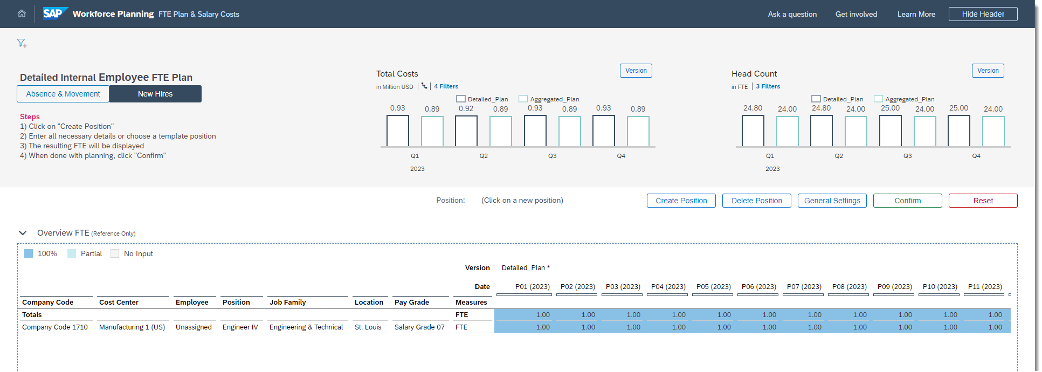 SAP Workforce Planning FTE Plan & Salary Costs
Ask a question Get involved Learn More Hide Header
Detailed Internal Employee FTE Plan
Absence & Movement New Hires
Steps
1) Click on "Create Position"
2) Enter all necessary details or choose a template position
3) The resulting FTE will be displayed
4) When done with planning, click "Confirm"
Total Costs
Version
in Million USD 4 Filters
Detailed_Plan Aggregated_Plan
0.93 0.89 0.92 0.89 0.93 0.89 0.93 0.89
Q1 Q2 Q3 Q4
2023
Head Count
Version
in FTE 3 Filters
Detailed_Plan Aggregated_Plan
24.80 24.00 24.80 24.00 25.00 24.00 25.00 24.00
Q1 Q2 Q3 Q4
2023
Position: (Click on a new position) Create Position Delete Position General Settings Confirm Reset
Overview FTE (Reference Only)
100% Partial No Input
Version Detailed_Plan *
Date P01 (2023) P02 (2023) P03 (2023) P04 (2023) P05 (2023) P06 (2023) P07 (2023) P08 (2023) P09 (2023) P10 (2023) P11 (2023)
Company Code Cost Center Employee Position Job Family Location Pay Grade Measures
Totals FTE 1.00 1.00 1.00 1.00 1.00 1.00 1.00 1.00 1.00 1.00 1.00
Company Code 1710 Manufacturing 1 (US) Unassigned Engineer IV Engineering & Technical St. Louis Salary Grade 07 FTE 1.00 1.00 1.00 1.00 1.00 1.00 1.00 1.00 1.00 1.00 1.00